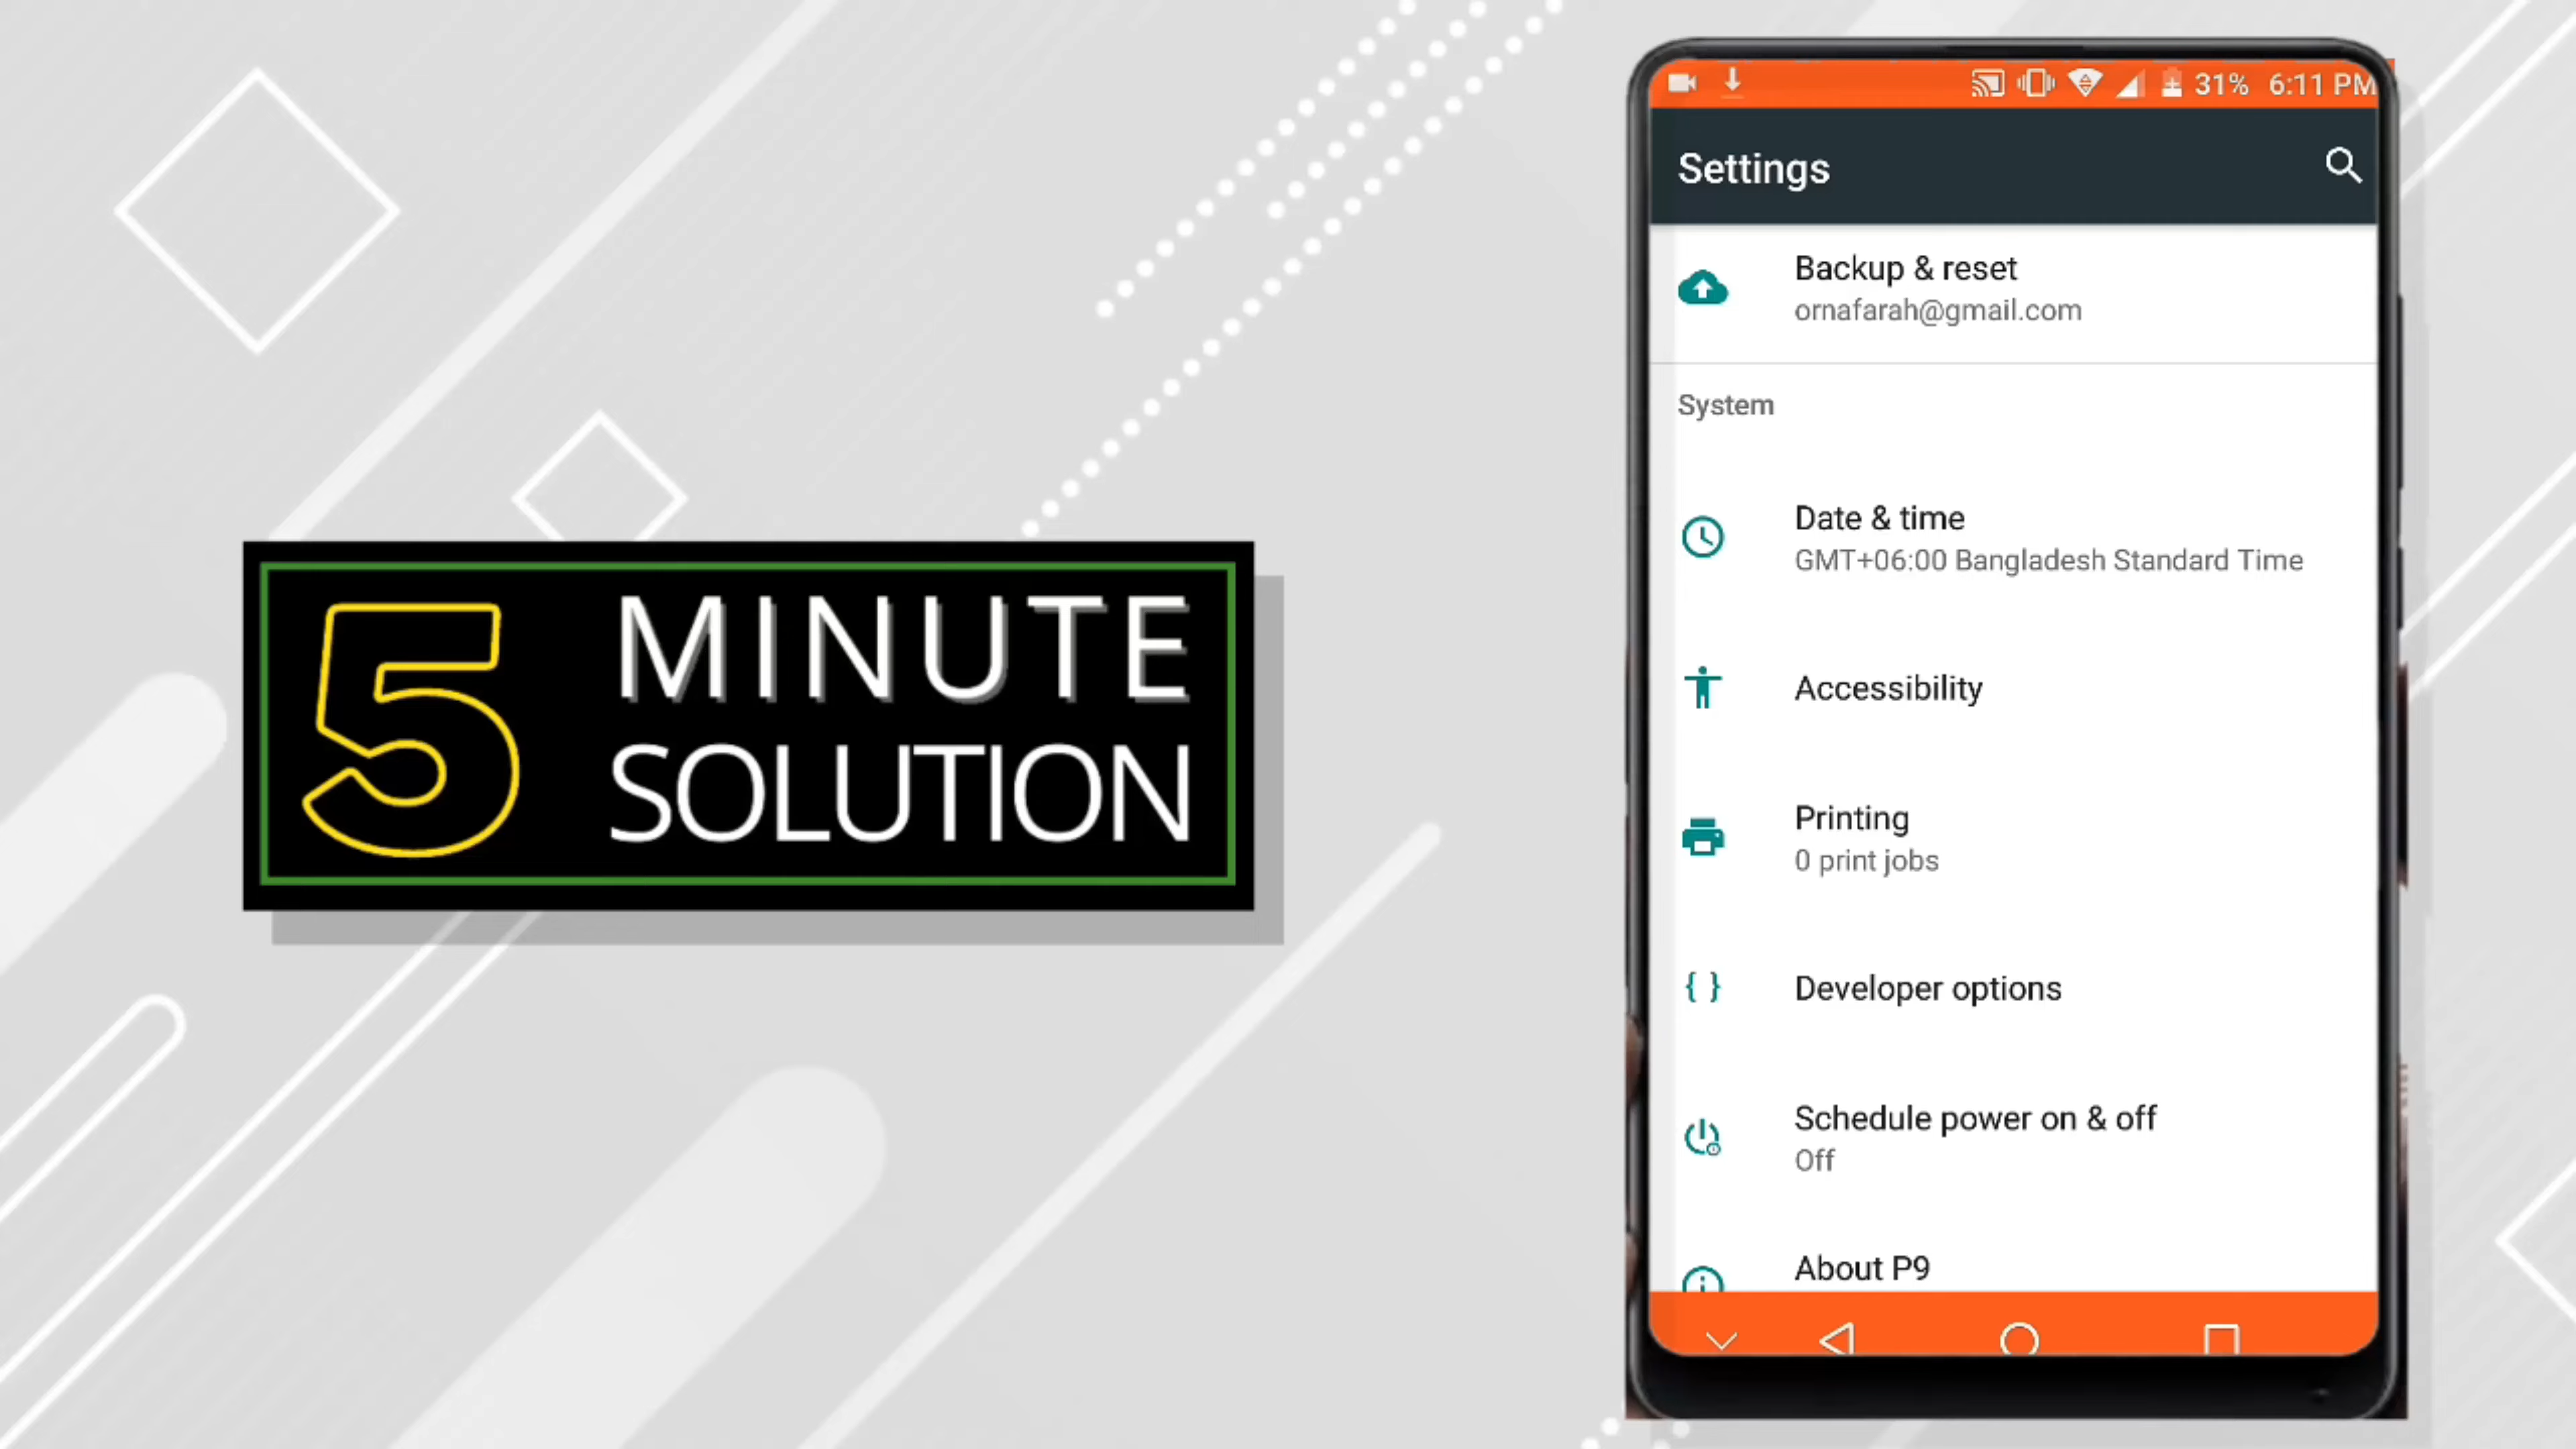 5 MINUTE
SOLUTION
31% 6:11 PM
Settings
Backup & reset
ornafarah@gmail.com
System
Date & time
GMT+06:00 Bangladesh Standard Time
Accessibility
Printing
0 print jobs
{ } Developer options
Schedule power on & off
Off
About P9